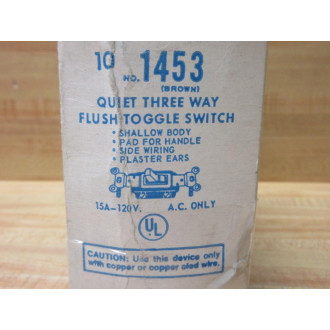 10 NO. 1453
(BROWN)
QUIET THREE WAY
FLUSH TOGGLE SWITCH
• SHALLOW BODY
• PAD FOR HANDLE
• SIDE WIRING
• PLASTER EARS
15A-120V. A.C. ONLY
UL
CAUTION: Use this device only
with copper or copper clad wire.